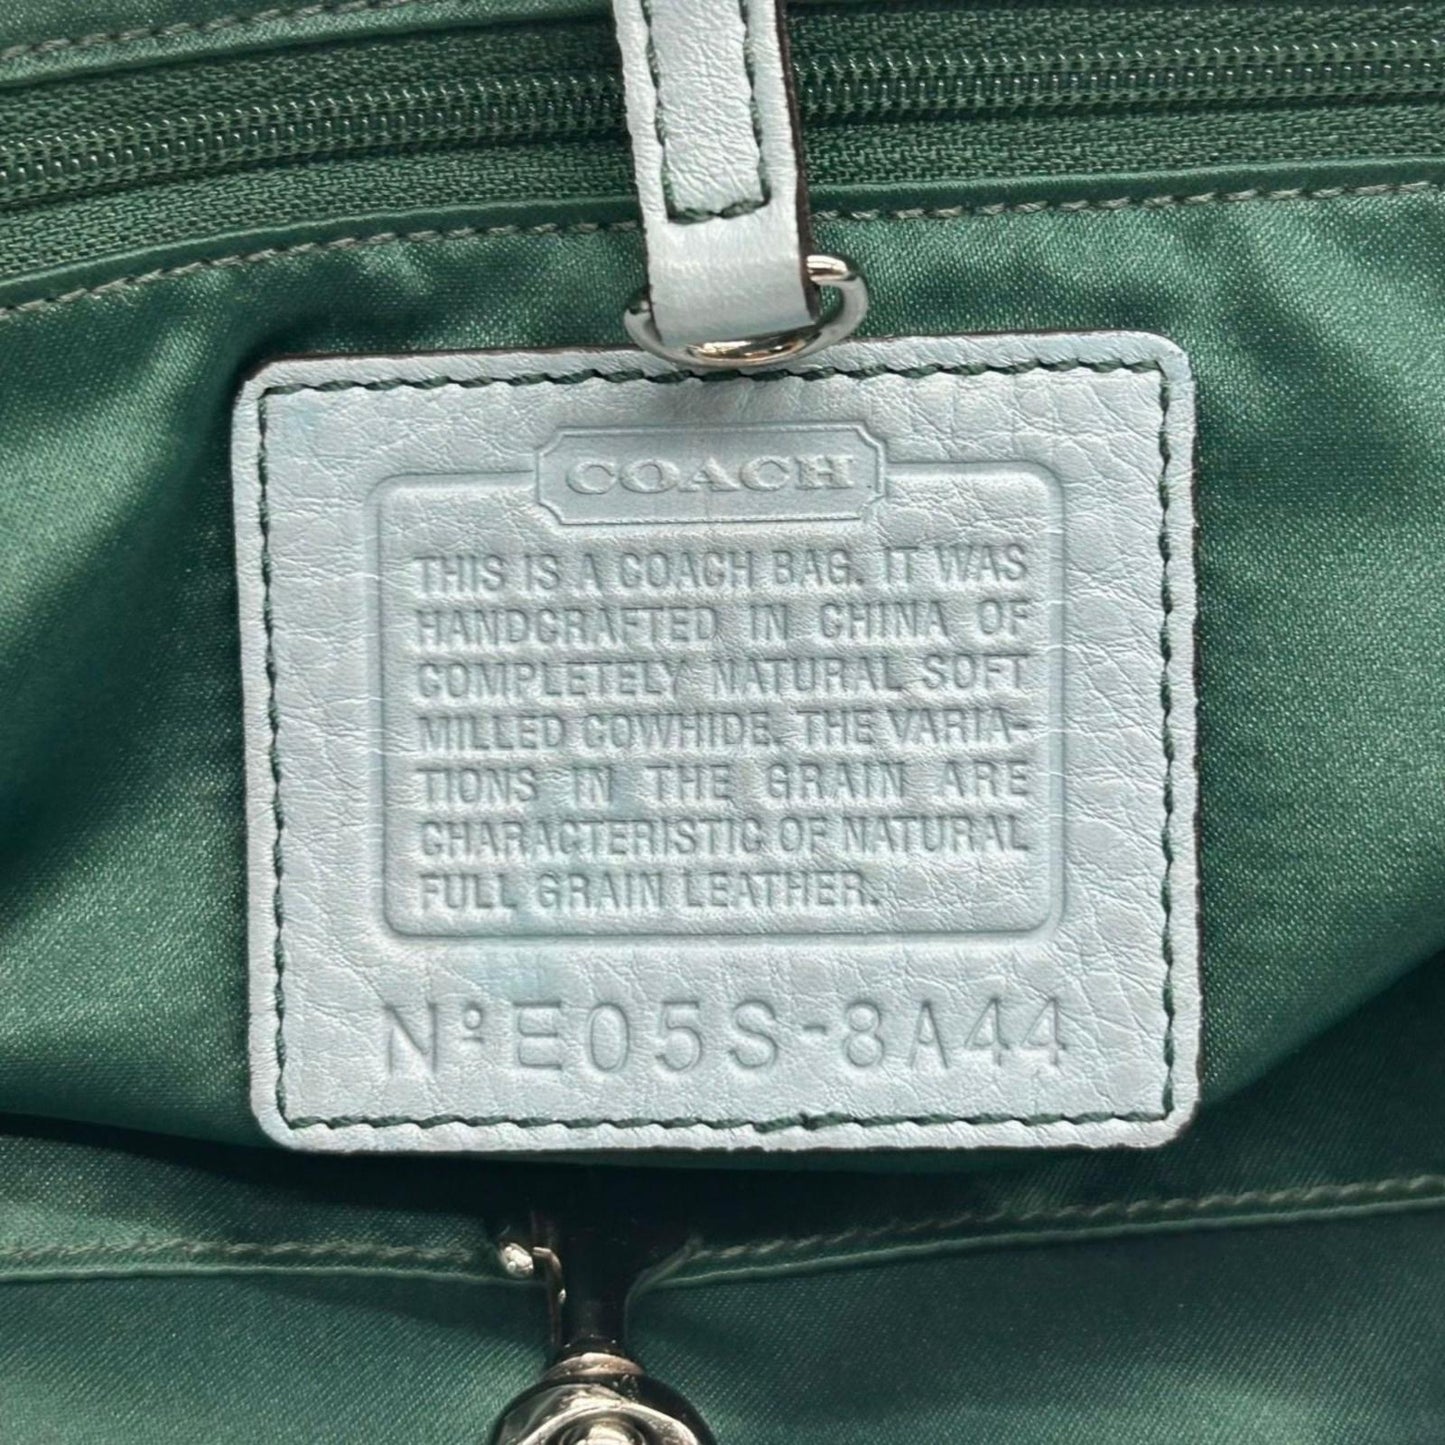 COACH
THIS IS A COACH BAG. IT WAS
HANDCRAFTED IN CHINA OF
COMPLETELY NATURAL SOFT
MILLED COWHIDE. THE VARIA-
TIONS IN THE GRAIN ARE
CHARACTERISTIC OF NATURAL
FULL GRAIN LEATHER.
Nº E05S-8A44